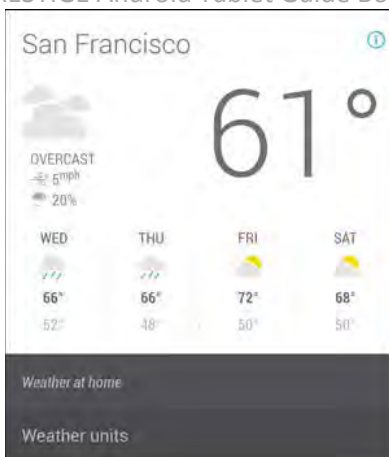 San Francisco
61°
OVERCAST
5mph
20%
WED THU FRI SAT
66° 66° 72° 68°
52° 48° 50° 50°
Weather at home
Weather units